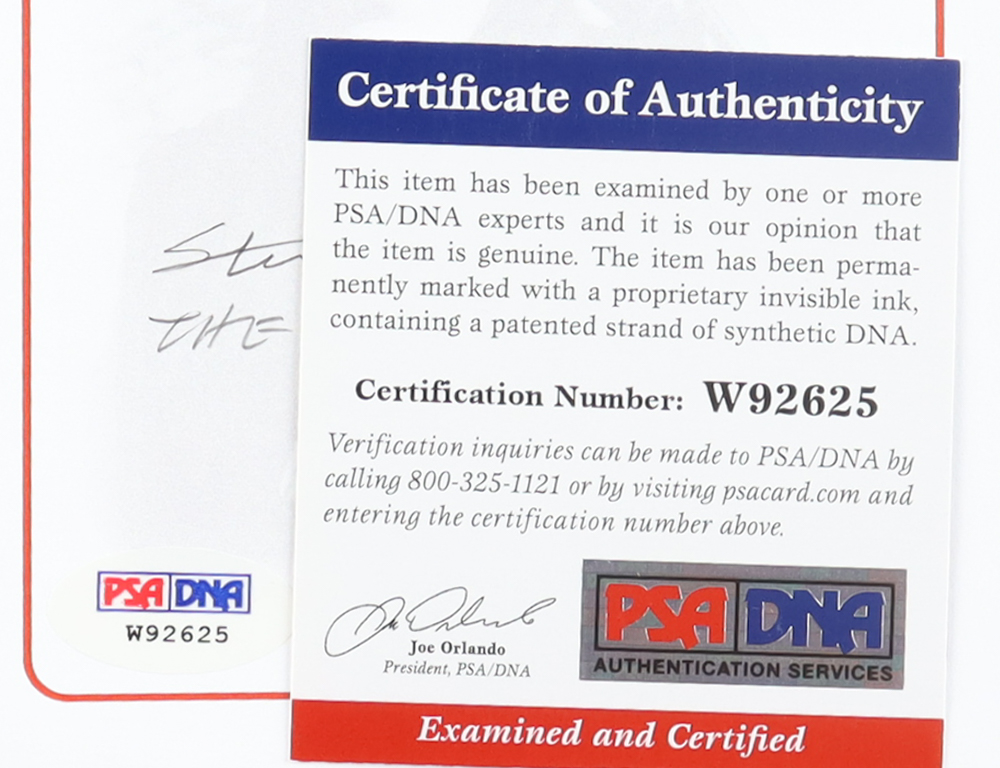 Certificate of Authenticity
This item has been examined by one or more
PSA/DNA experts and it is our opinion that
the item is genuine. The item has been perma-
nently marked with a proprietary invisible ink,
containing a patented strand of synthetic DNA.
Certification Number: W92625
Verification inquiries can be made to PSA/DNA by
calling 800-325-1121 or by visiting psacard.com and
entering the certification number above.
Joe Orlando
President, PSA/DNA
PSA DNA
AUTHENTICATION SERVICES
Examined and Certified
THE
PSA DNA
W92625